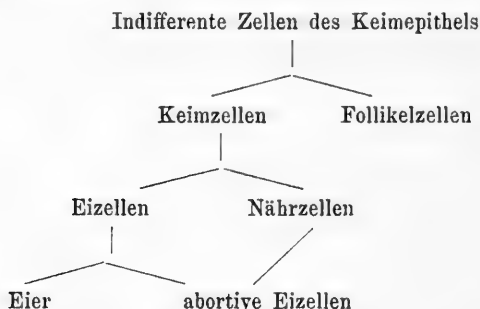 Indifferente Zellen des Keimepithels
Keimzellen Follikelzellen
Eizellen Nährzellen
Eier abortive Eizellen